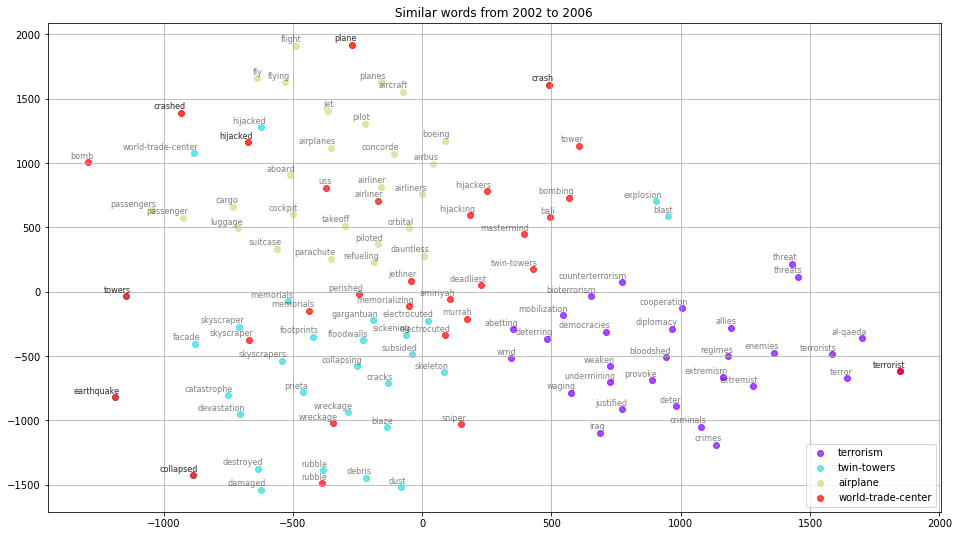 Similar words from 2002 to 2006
2000
flight
plane
fly
flying
planes
aircraft
crash
1500
jet
crashed
pilot
hijacked
boeing
hijacked
airplanes
tower
world-trade-center
concorde
airbus
bomb
1000
aboard
uss
airliner
hijackers
bombing
airliner
airliners
explosion
passengers
passenger
cargo
cockpit
hijacking
bali
blast
500
luggage
takeoff
orbital
mastermind
suitcase
piloted
dauntless
parachute
refueling
twin-towers
threat
jetliner
deadliest
counterterrorism
threats
0
towers
memorials
perished
amiriyah
bioterrorism
memorials
memorializing
cooperation
gargantuan
electrocuted
murrah
mobilization
skyscraper
footprints
floodwalls
sickening
electrocuted
abetting
democracies
diplomacy
allies
facade
skyscraper
deterring
al-qaeda
-500
skyscrapers
subsided
wmd
bloodshed
regimes
enemies
terrorists
collapsing
skeleton
weaken
terrorist
cracks
undermining
provoke
extremism
terror
earthquake
catastrophe
prieta
waging
extremist
devastation
wreckage
justified
deter
-1000
wreckage
blaze
sniper
iraq
criminals
crimes
collapsed
destroyed
rubble
-1500
damaged
rubble
debris
dust
terrorism
twin-towers
airplane
world-trade-center
-1000 -500 0 500 1000 1500 2000